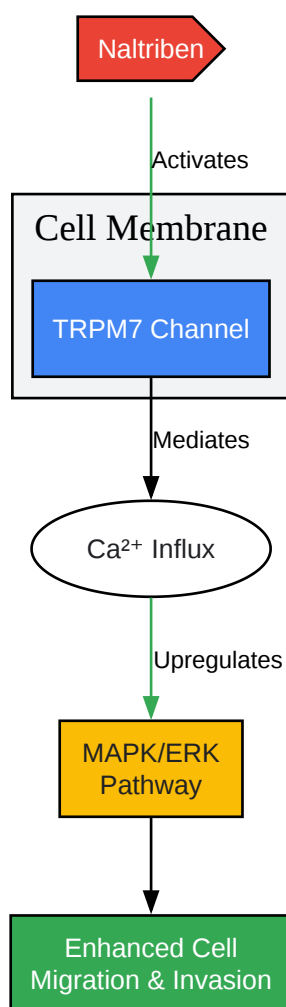 Naltriben
Activates
Cell Membrane
TRPM7 Channel
Mediates
Ca²⁺ Influx
Upregulates
MAPK/ERK
Pathway
Enhanced Cell
Migration & Invasion